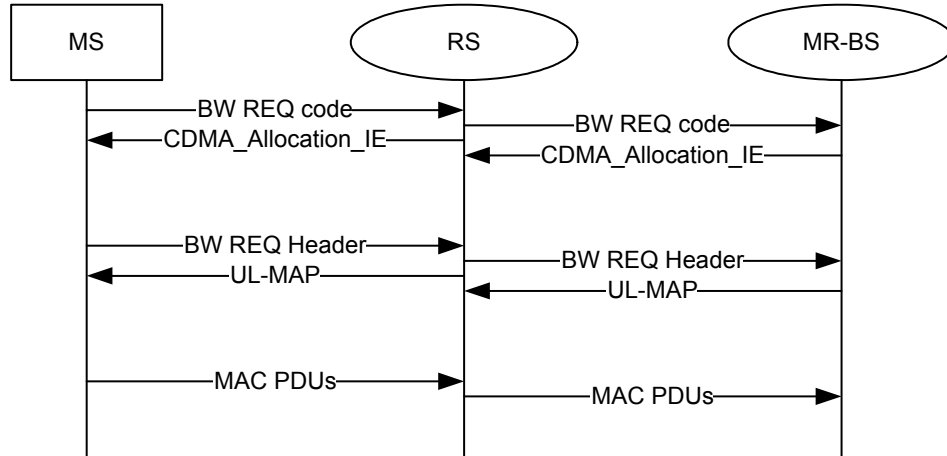 MS
RS
MR-BS
BW REQ code
BW REQ code
CDMA_Allocation_IE
CDMA_Allocation_IE
BW REQ Header
BW REQ Header
UL-MAP
UL-MAP
MAC PDUs
MAC PDUs